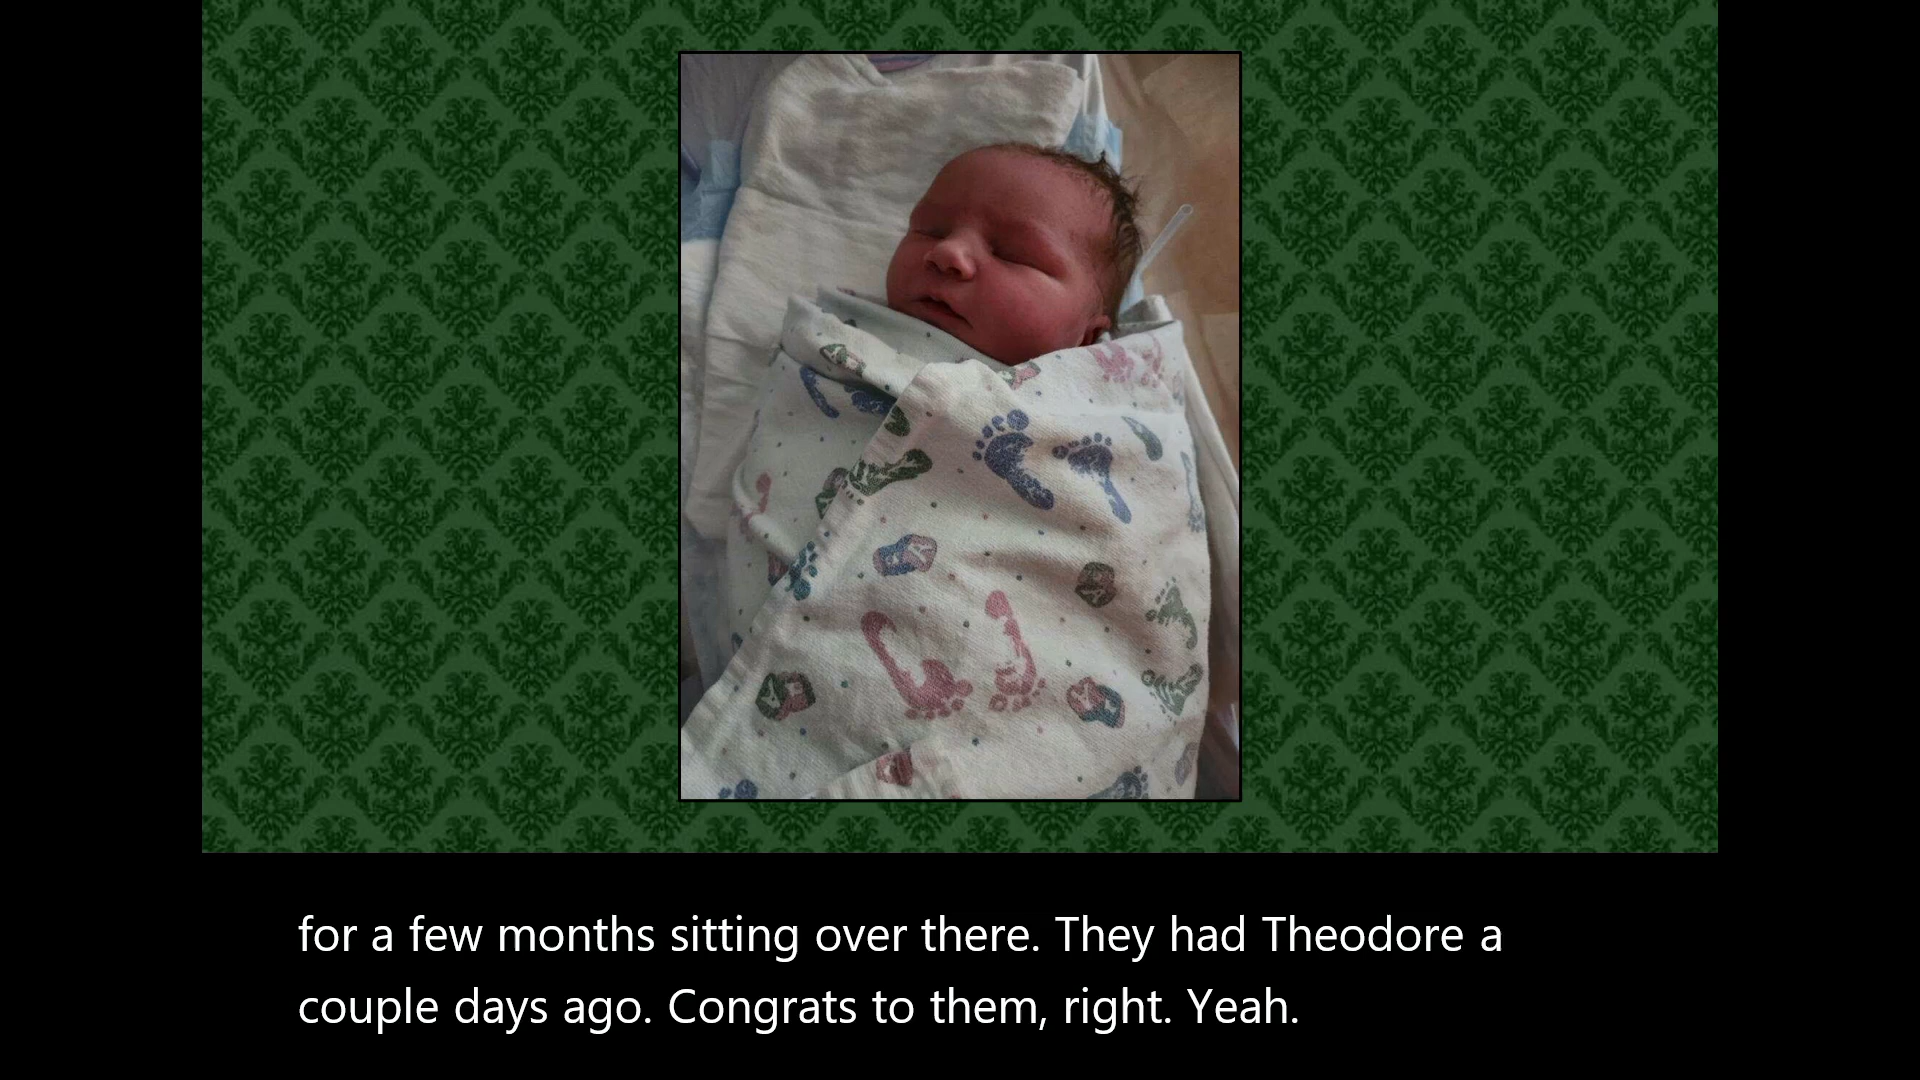 for a few months sitting over there. They had Theodore a
couple days ago. Congrats to them, right. Yeah.